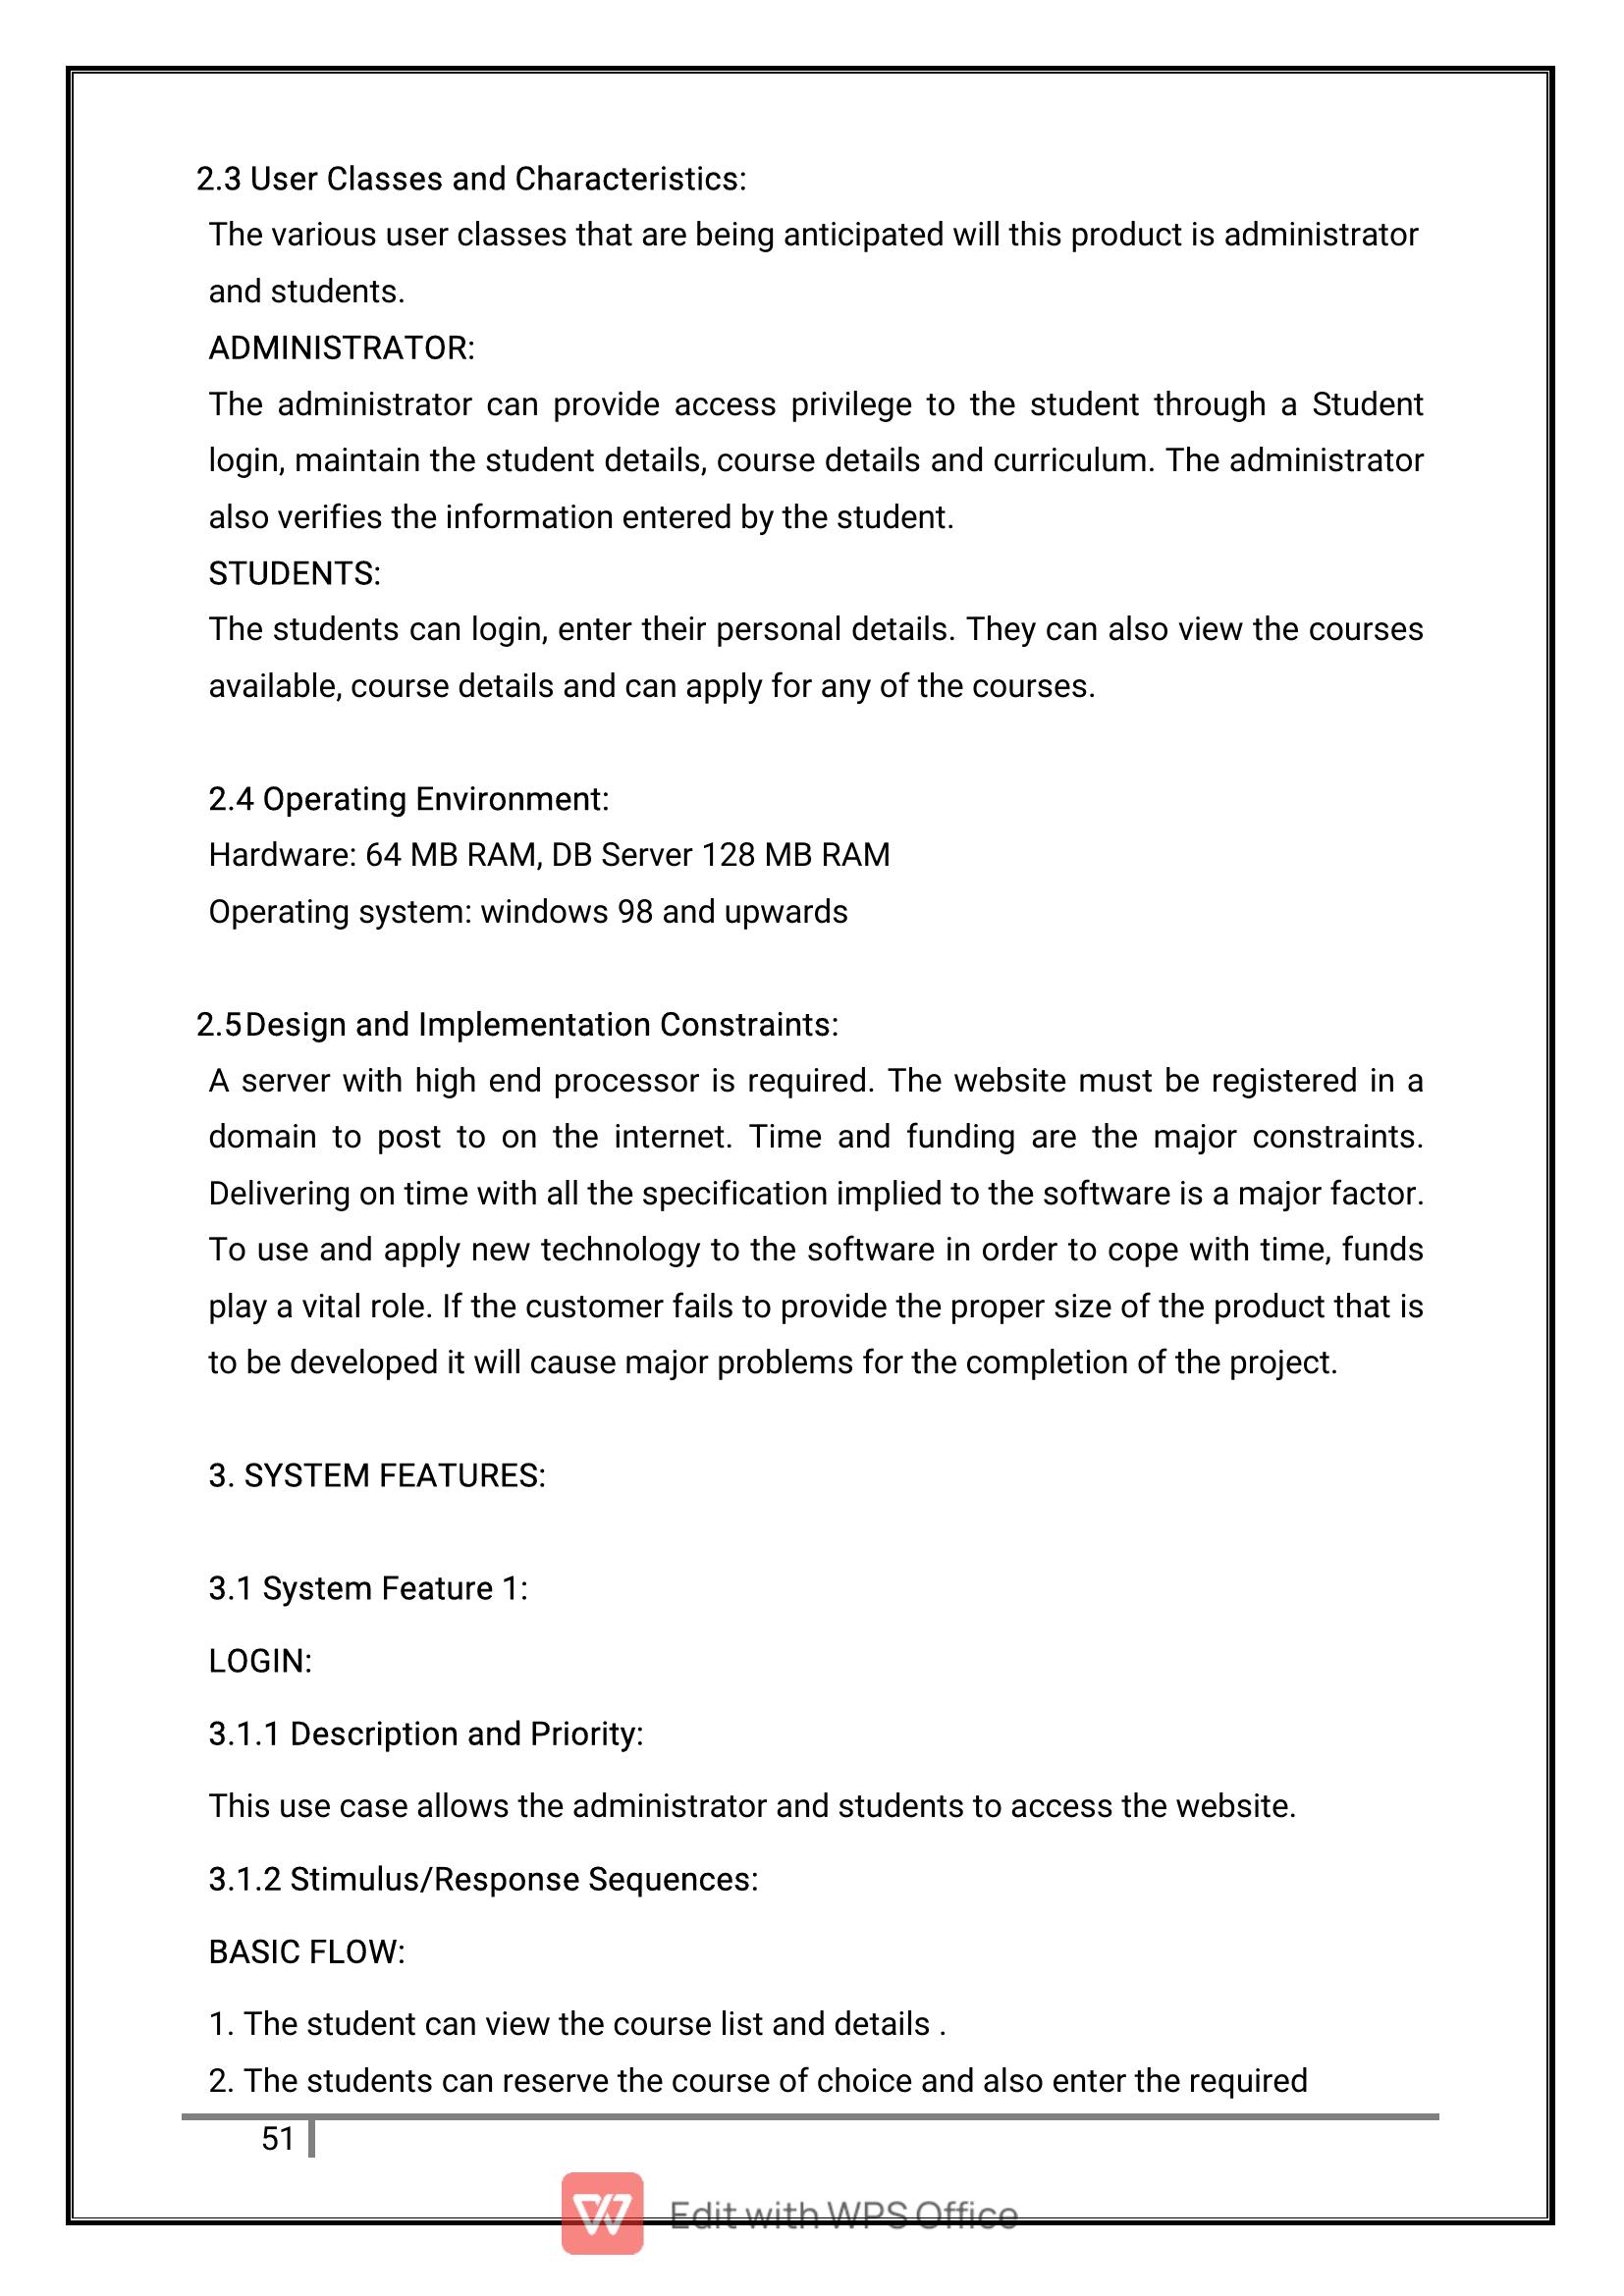 2.3 User Classes and Characteristics:
The various user classes that are being anticipated will this product is administrator
and students.
ADMINISTRATOR:
The administrator can provide access privilege to the student through a Student
login, maintain the student details, course details and curriculum. The administrator
also verifies the information entered by the student.
STUDENTS:
The students can login, enter their personal details. They can also view the courses
available, course details and can apply for any of the courses.
2.4 Operating Environment:
Hardware: 64 MB RAM, DB Server 128 MB RAM
Operating system: windows 98 and upwards
2.5Design and Implementation Constraints:
A server with high end processor is required. The website must be registered in a
domain to post to on the internet. Time and funding are the major constraints.
Delivering on time with all the specification implied to the software is a major factor.
To use and apply new technology to the software in order to cope with time, funds
play a vital role. If the customer fails to provide the proper size of the product that is
to be developed it will cause major problems for the completion of the project.
3. SYSTEM FEATURES:
3.1 System Feature 1:
LOGIN:
3.1.1 Description and Priority:
This use case allows the administrator and students to access the website.
3.1.2 Stimulus/Response Sequences:
BASIC FLOW:
1. The student can view the course list and details .
2. The students can reserve the course of choice and also enter the required
51
Edit with WPS Office